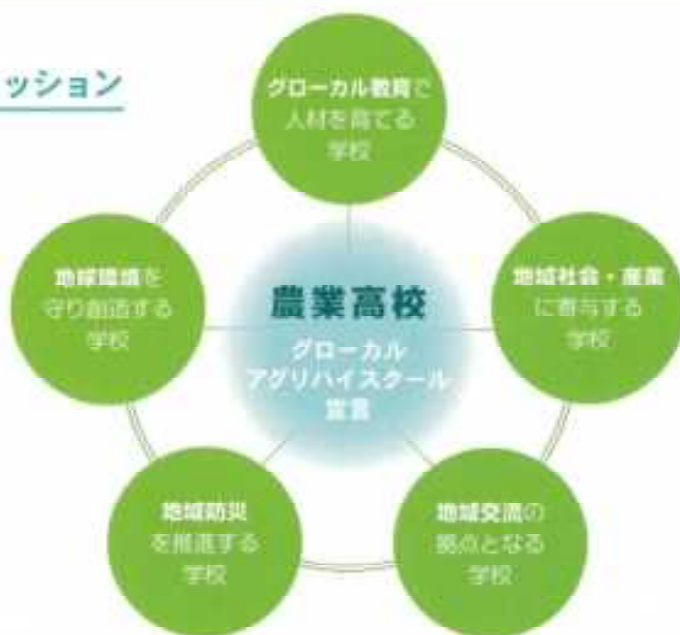 ッション
グローカル教育で
人材を育てる
学校
地球環境を
守り創造する
学校
農業高校
グローカル
アグリハイスクール
宣言
地域社会・産業
に寄与する
学校
地域防災
を推進する
学校
地域交流の
拠点となる
学校